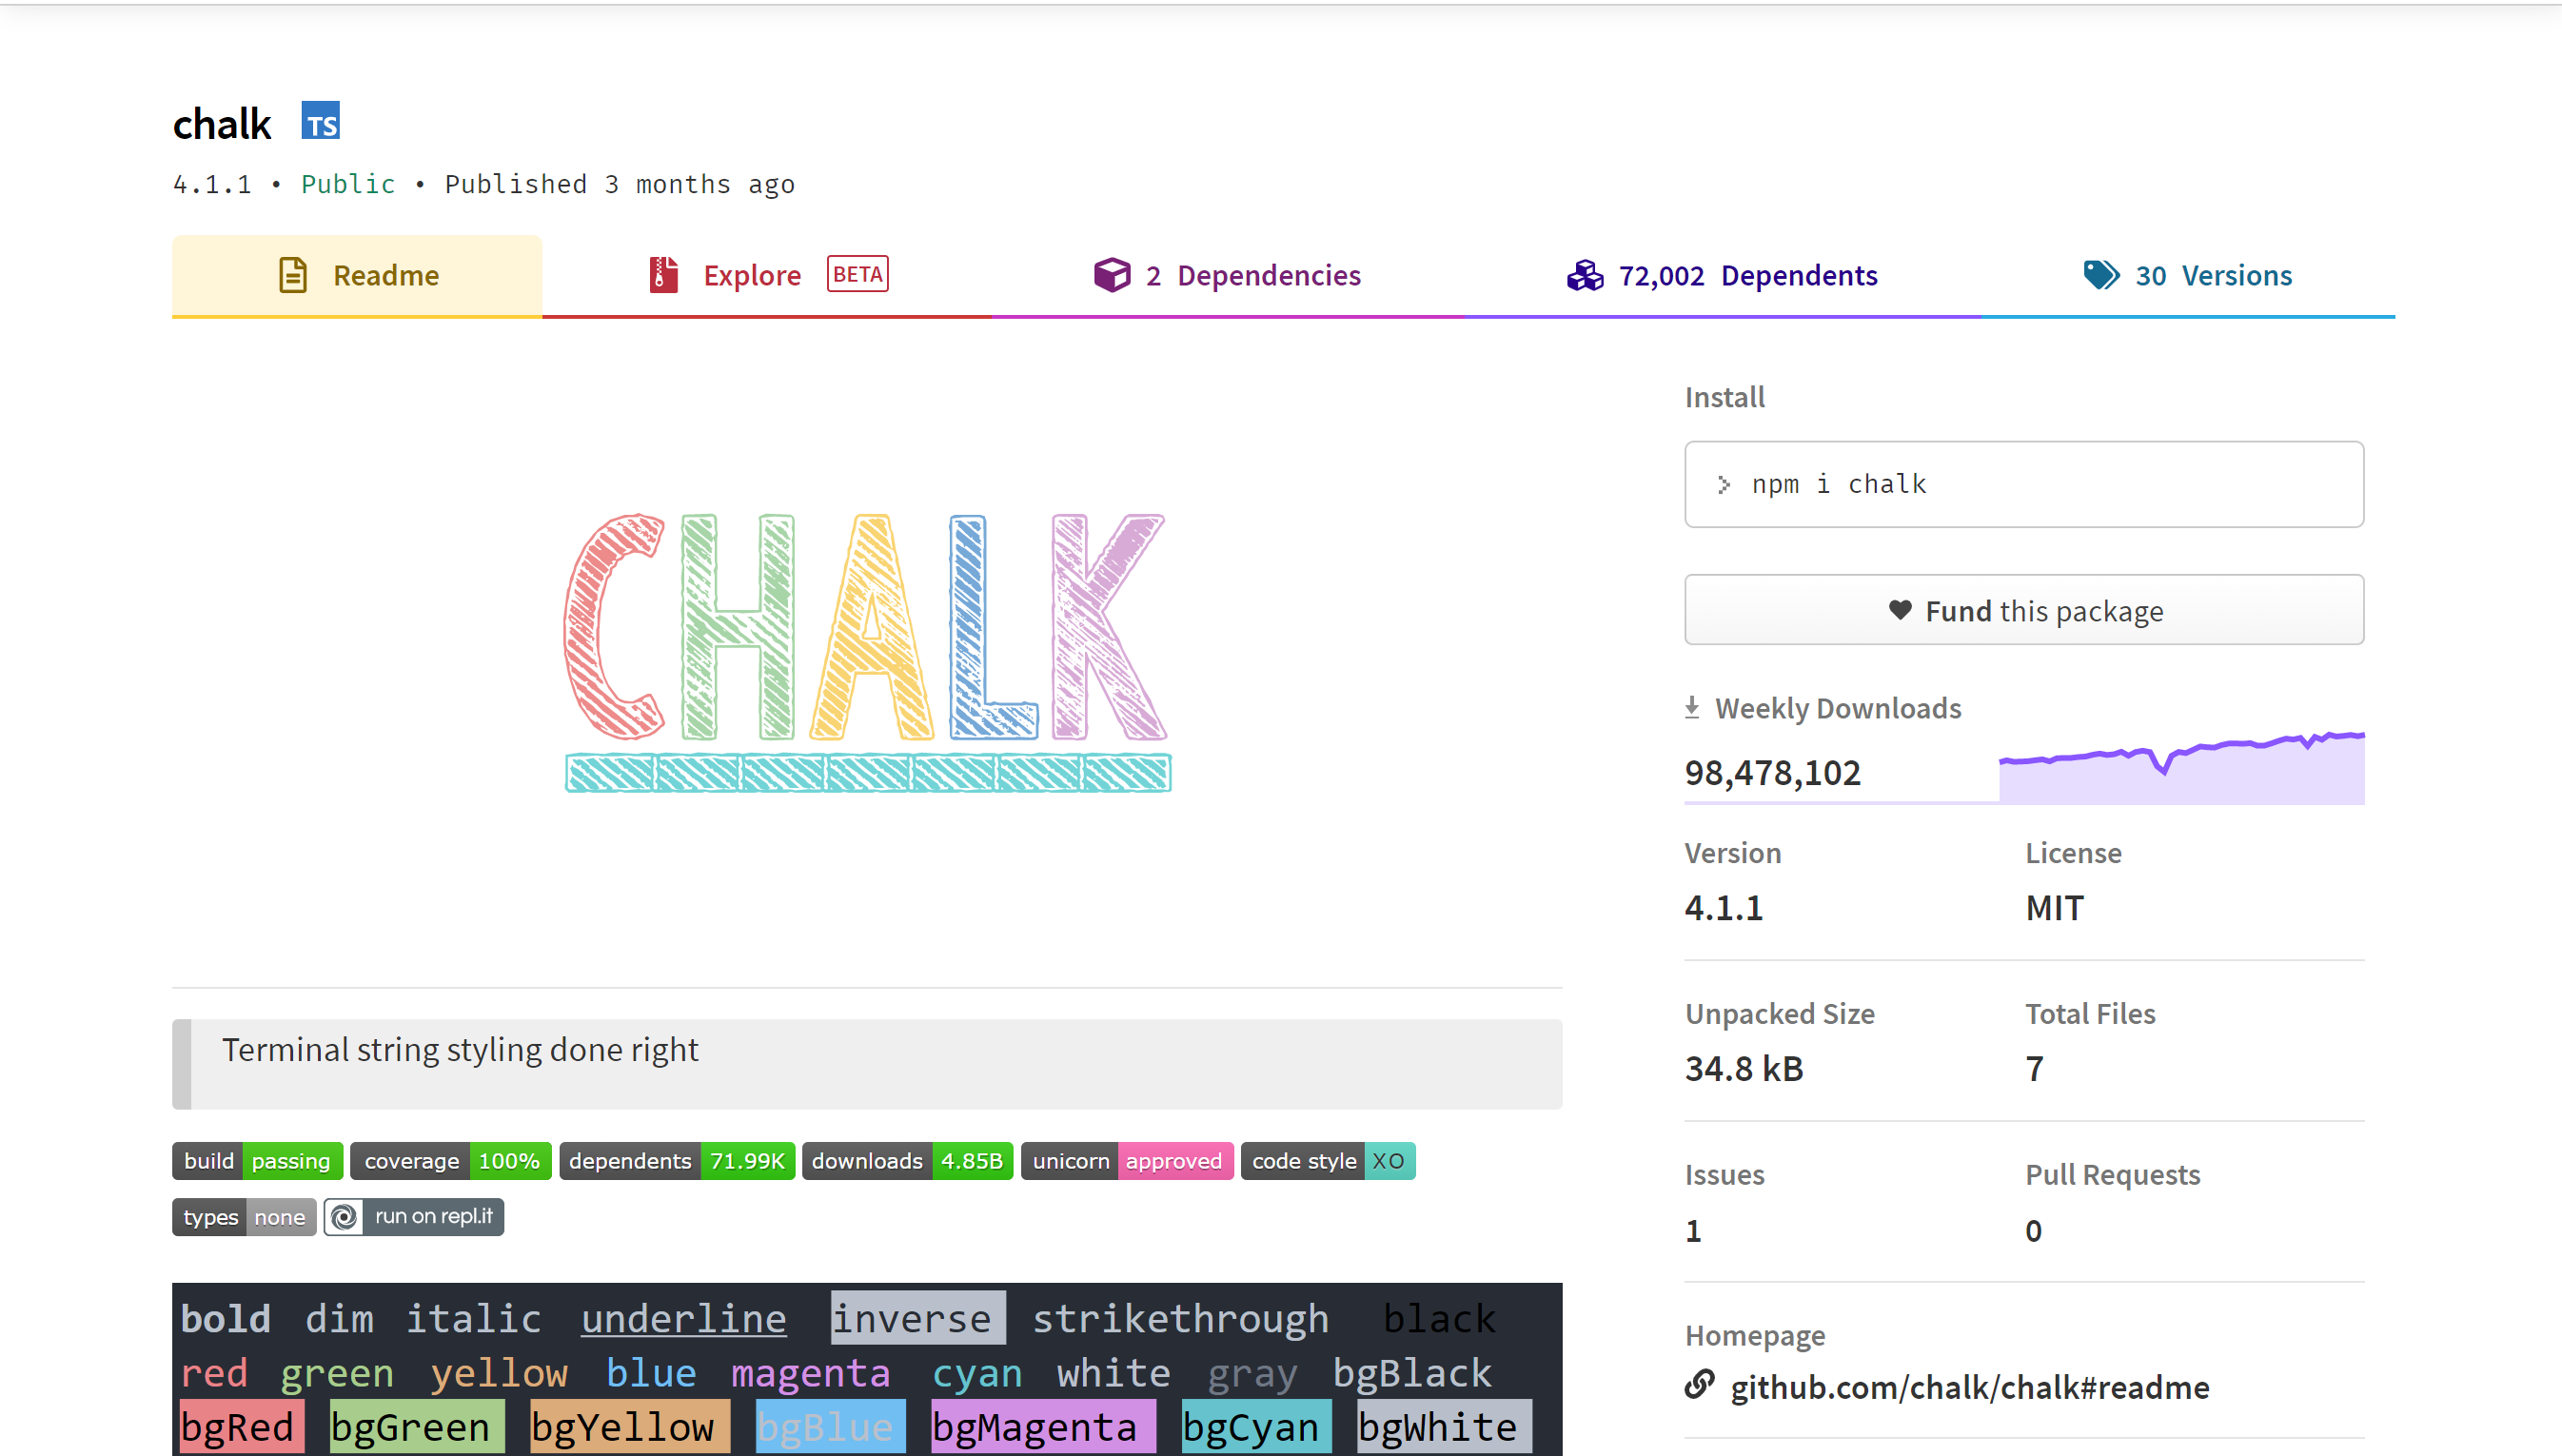 chalk TS
4.1.1 • Public • Published 3 months ago
Readme
Explore BETA
2 Dependencies
72,002 Dependents
30 Versions
CHALK
Terminal string styling done right
build passing coverage 100% dependents 71.99K downloads 4.85B unicorn approved code style XO
types none run on repl.it
bold dim italic underline inverse strikethrough black
red green yellow blue magenta cyan white gray bgBlack
bgRed bgGreen bgYellow bgBlue bgMagenta bgCyan bgWhite
Install
> npm i chalk
Fund this package
Weekly Downloads
98,478,102
Version
4.1.1
License
MIT
Unpacked Size
34.8 kB
Total Files
7
Issues
1
Pull Requests
0
Homepage
github.com/chalk/chalk#readme